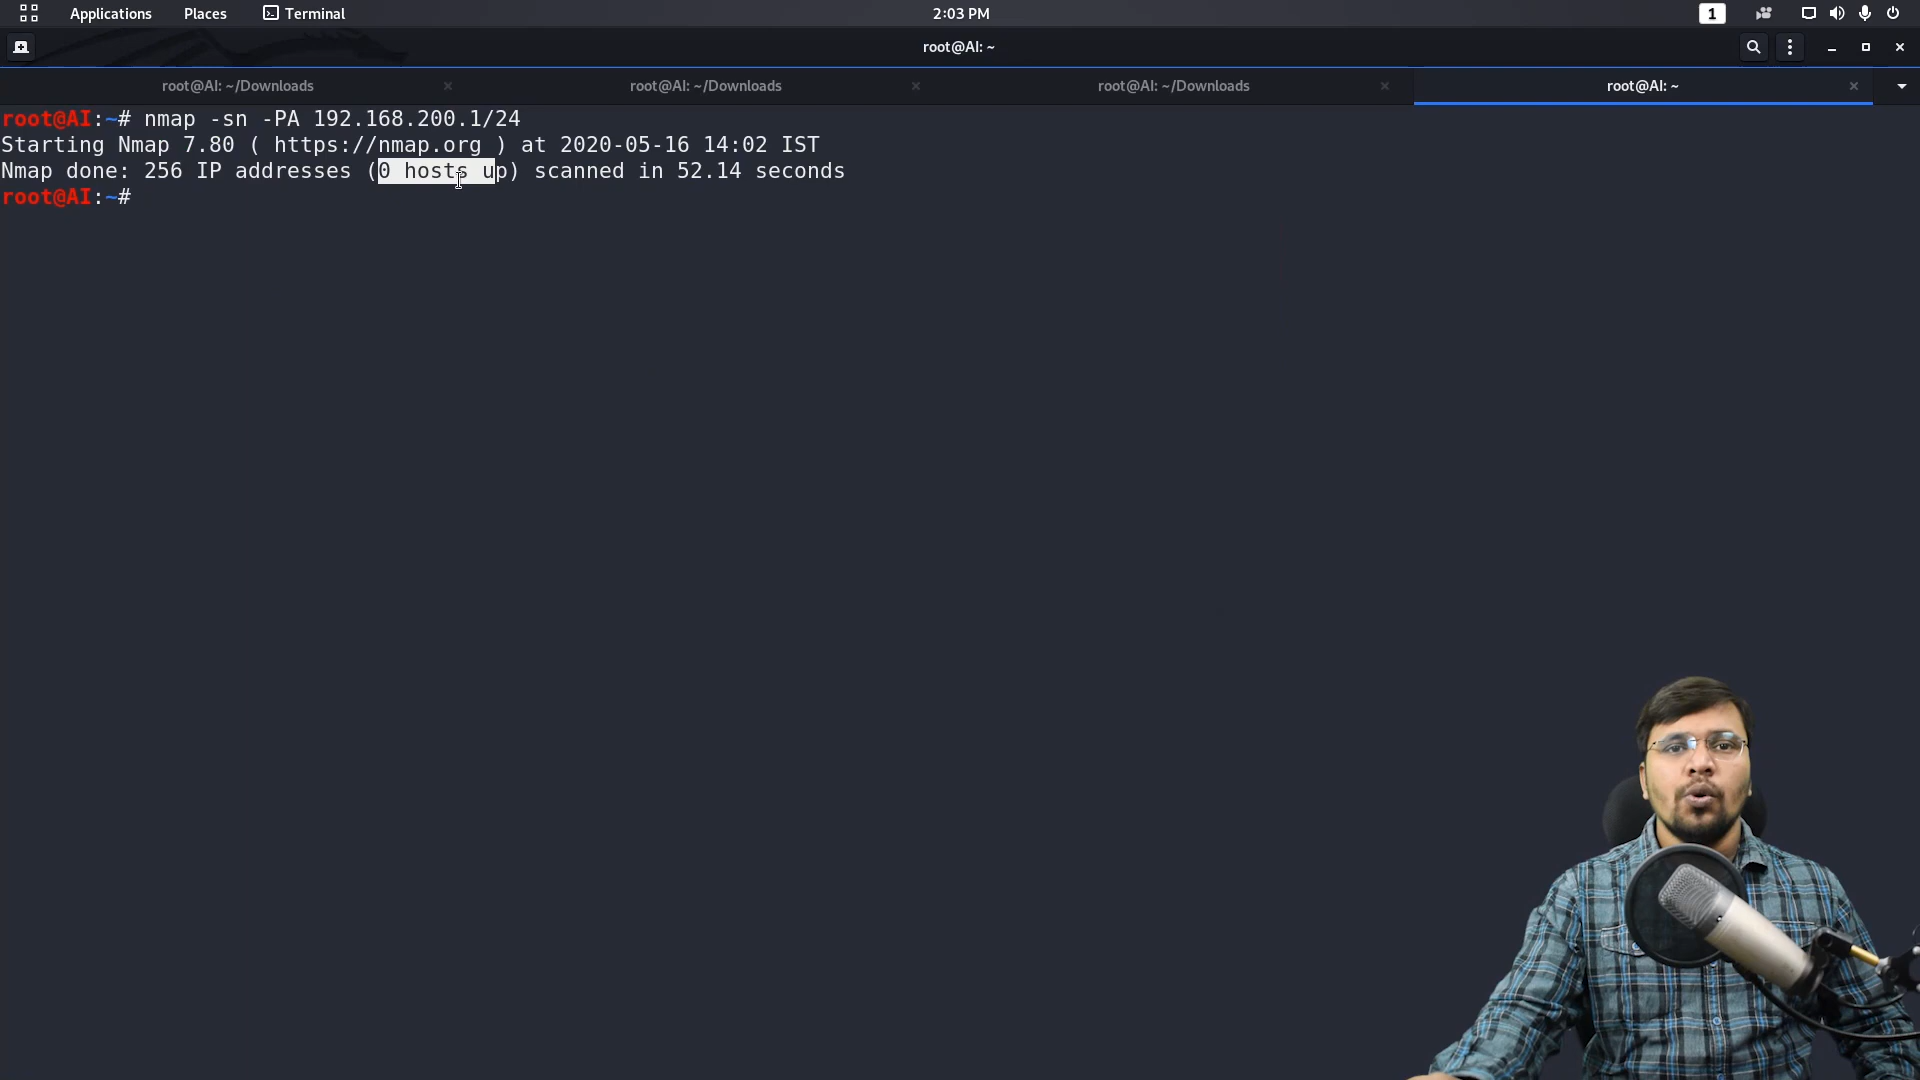 Applications Places Terminal 2:03 PM 1
root@AI: ~
root@AI: ~/Downloads root@AI: ~/Downloads root@AI: ~/Downloads root@AI: ~
root@AI:~# nmap -sn -PA 192.168.200.1/24
Starting Nmap 7.80 ( https://nmap.org ) at 2020-05-16 14:02 IST
Nmap done: 256 IP addresses (0 hosts up) scanned in 52.14 seconds
root@AI:~#